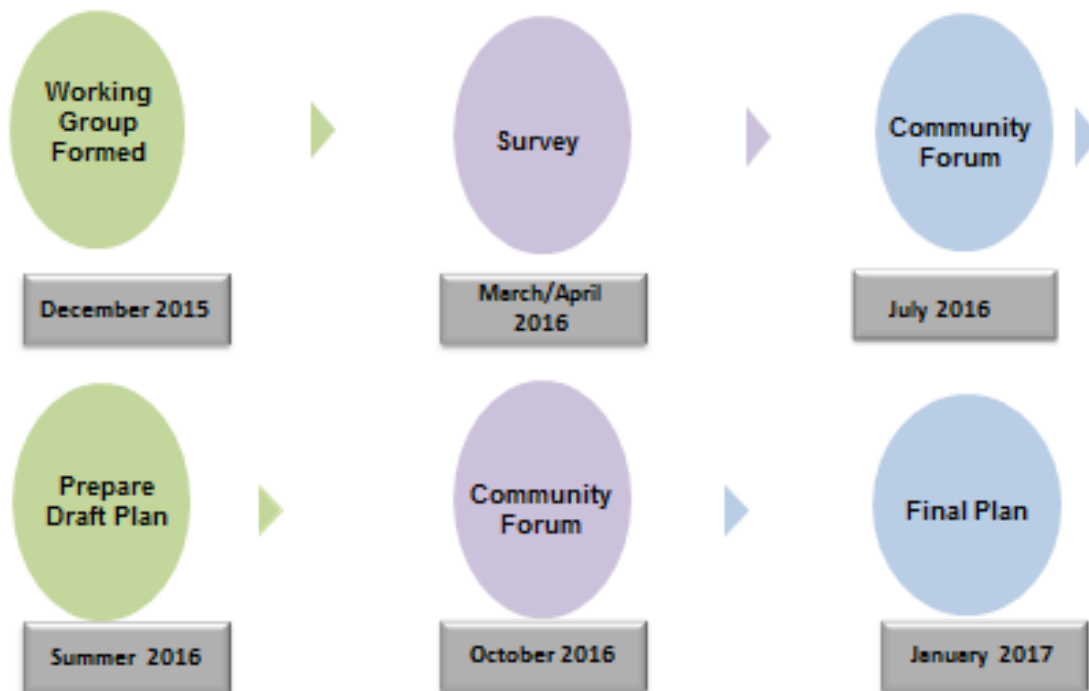 Working
Group
Formed
Survey
Community
Forum
December 2015
March/April
2016
July 2016
Prepare
Draft Plan
Community
Forum
Final Plan
Summer 2016
October 2016
January 2017